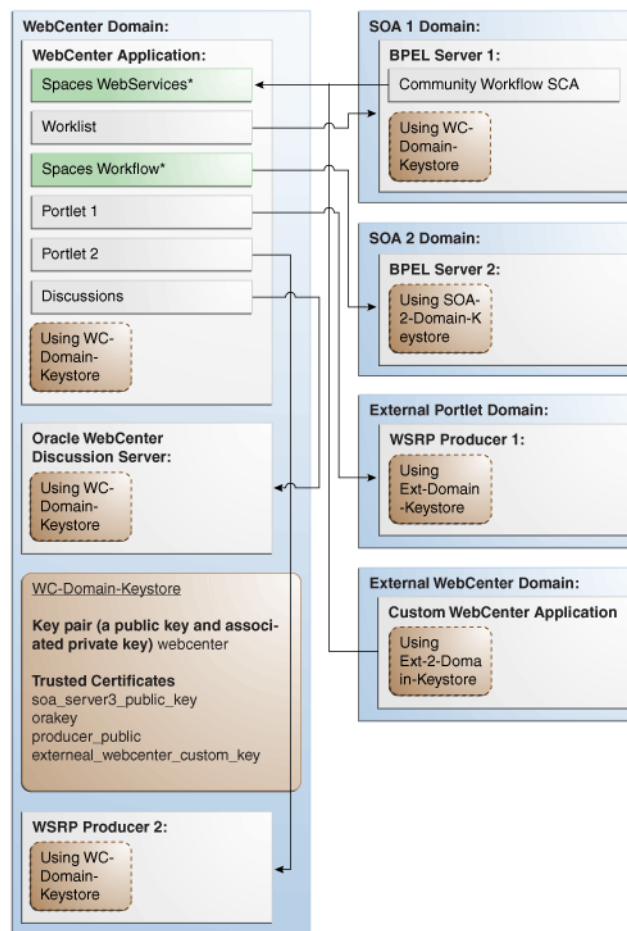 WebCenter Domain:
WebCenter Application:
Spaces WebServices*
Worklist
Spaces Workflow*
Portlet 1
Portlet 2
Discussions
Using WC-
Domain-
Keystore
Oracle WebCenter
Discussion Server:
Using WC-
Domain-
Keystore
WC-Domain-Keystore
Key pair (a public key and associ-
ated private key) webcenter
Trusted Certificates
soa_server3_public_key
orakey
producer_public
externeal_webcenter_custom_key
WSRP Producer 2:
Using WC-
Domain-
Keystore
SOA 1 Domain:
BPEL Server 1:
Community Workflow SCA
Using WC-
Domain-
Keystore
SOA 2 Domain:
BPEL Server 2:
Using SOA-
2-Domain-K
eystore
External Portlet Domain:
WSRP Producer 1:
Using
Ext-Domain
-Keystore
External WebCenter Domain:
Custom WebCenter Application
Using
Ext-2-Doma
in-Keystore